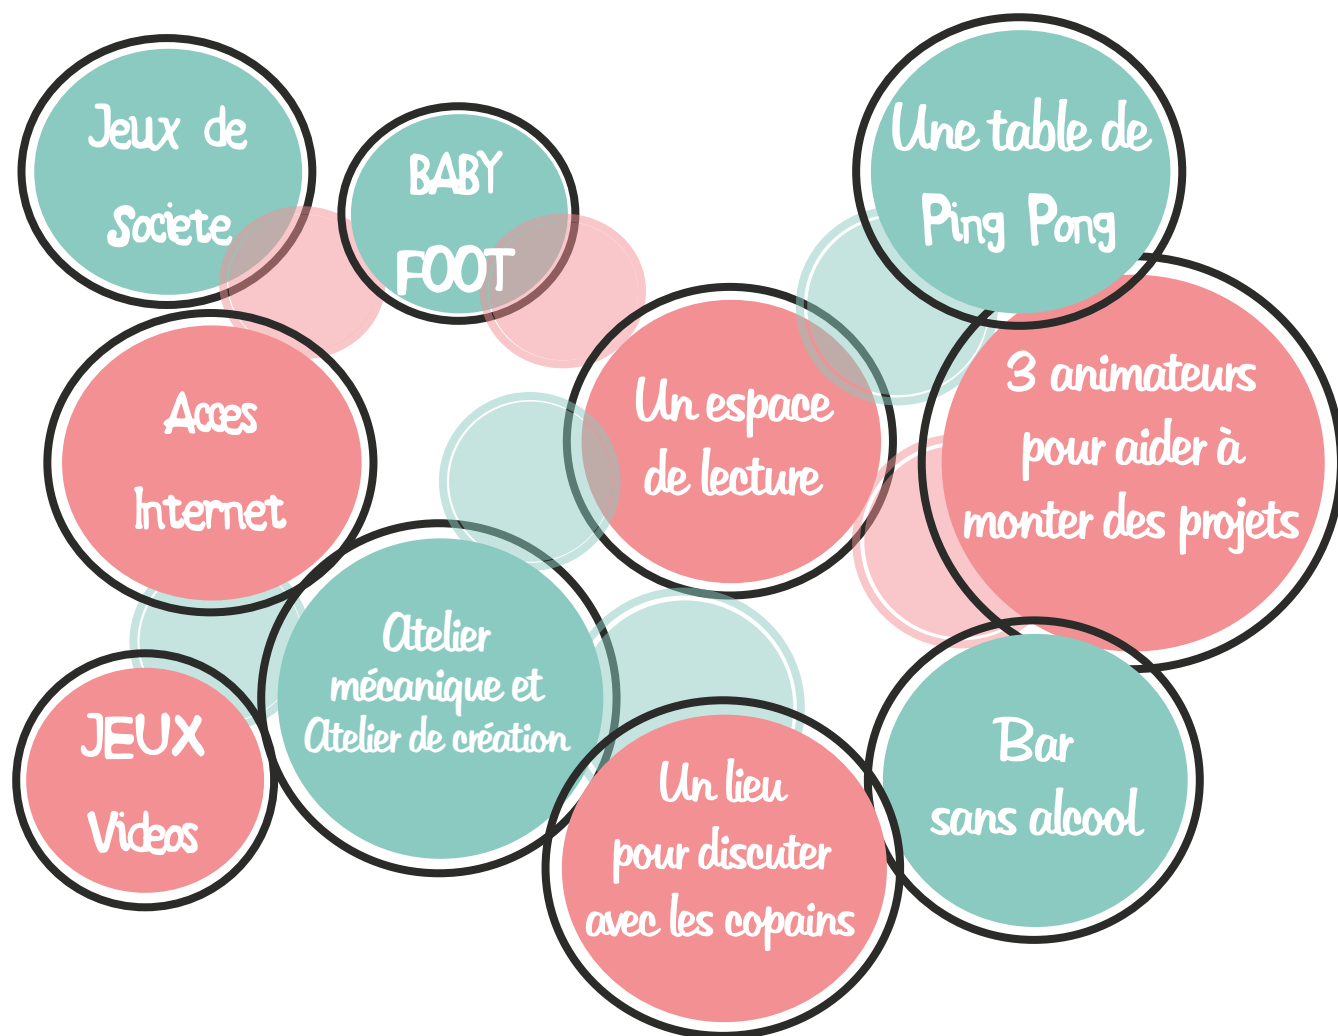 Jeux de
Societe
BABY
FOOT
Une table de
Ping Pong
Acces
Internet
Un espace
de lecture
3 animateurs
pour aider à
monter des projets
JEUX
Videos
Atelier
mécanique et
Atelier de création
Un lieu
pour discuter
avec les copains
Bar
sans alcool